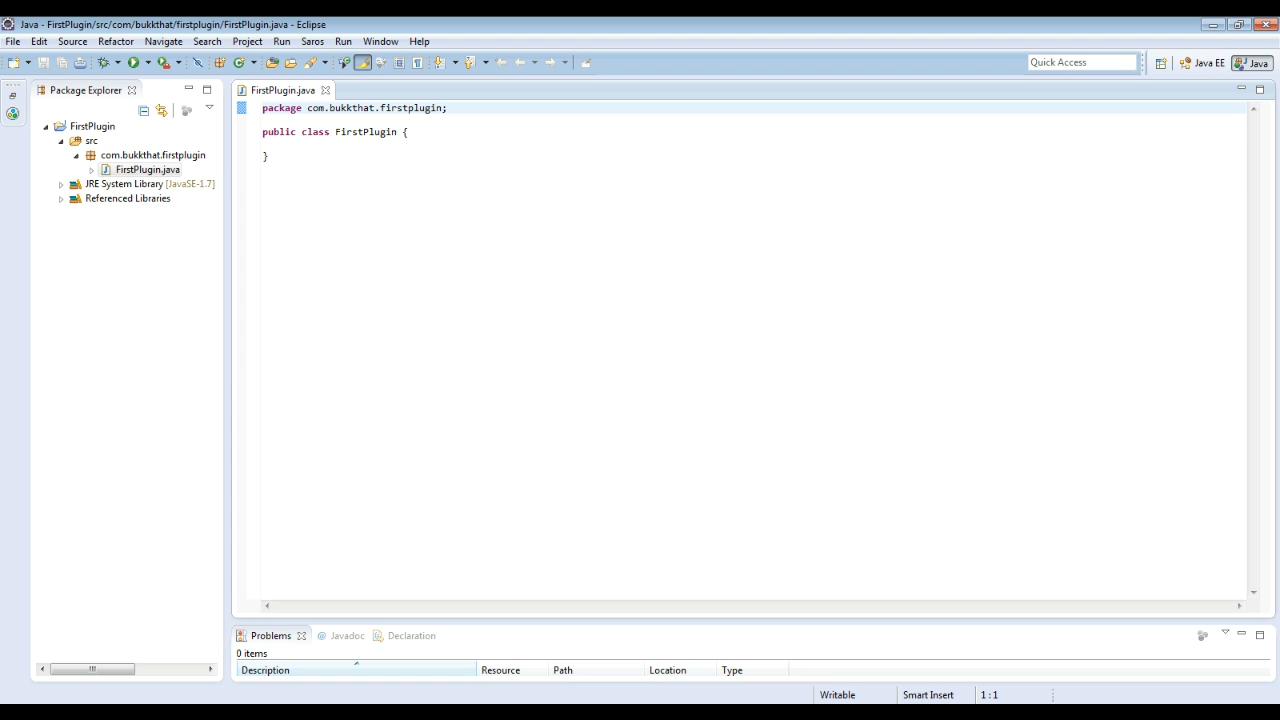 Java - FirstPlugin/src/com/bukkthat/firstplugin/FirstPlugin.java - Eclipse
File Edit Source Refactor Navigate Search Project Run Saros Run Window Help
Quick Access
Java EE
Java
Package Explorer
FirstPlugin
src
com.bukkthat.firstplugin
FirstPlugin.java
JRE System Library [JavaSE-1.7]
Referenced Libraries
FirstPlugin.java
package com.bukkthat.firstplugin;
public class FirstPlugin {
}
Problems @ Javadoc Declaration
0 items
Description Resource Path Location Type
Writable Smart Insert 1 : 1